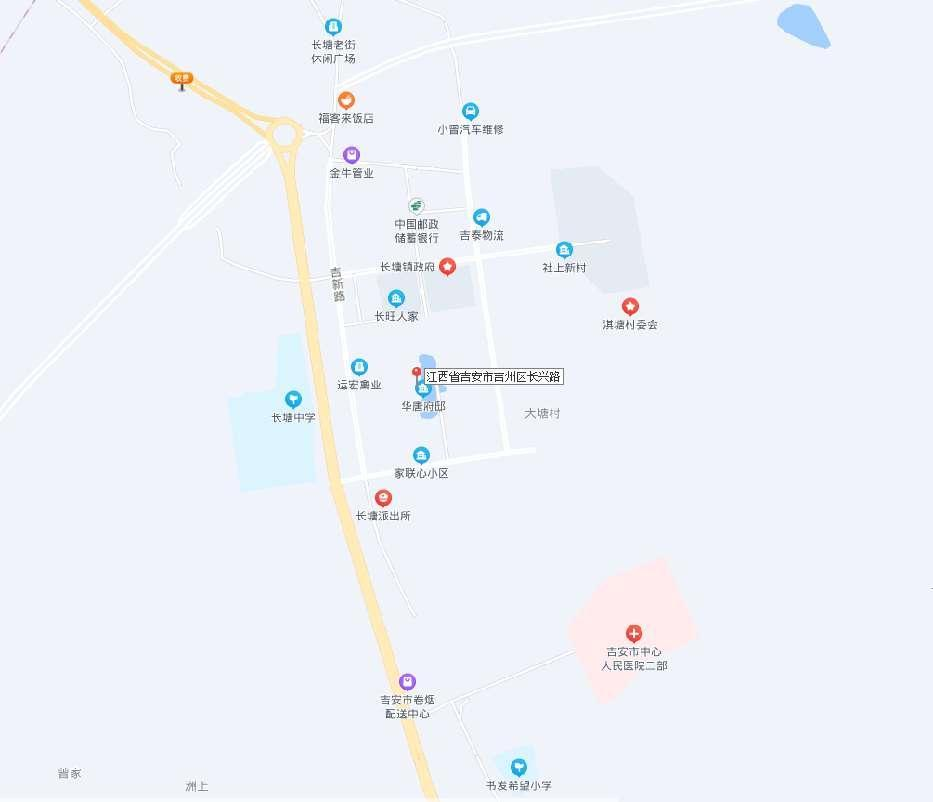 长塘老街
休闲广场
收费
福客来饭店
小曾汽车维修
金牛管业
中国邮政
储蓄银行
吉泰物流
长塘镇政府
社上新村
吉新路
长旺人家
淇塘村委会
运宏禽业
江西省吉安市吉州区长兴路
华唐府邸
大塘村
长塘中学
家联心小区
长塘派出所
吉安市中心
人民医院二部
吉安市卷烟
配送中心
曾家
洲上
书发希望小学